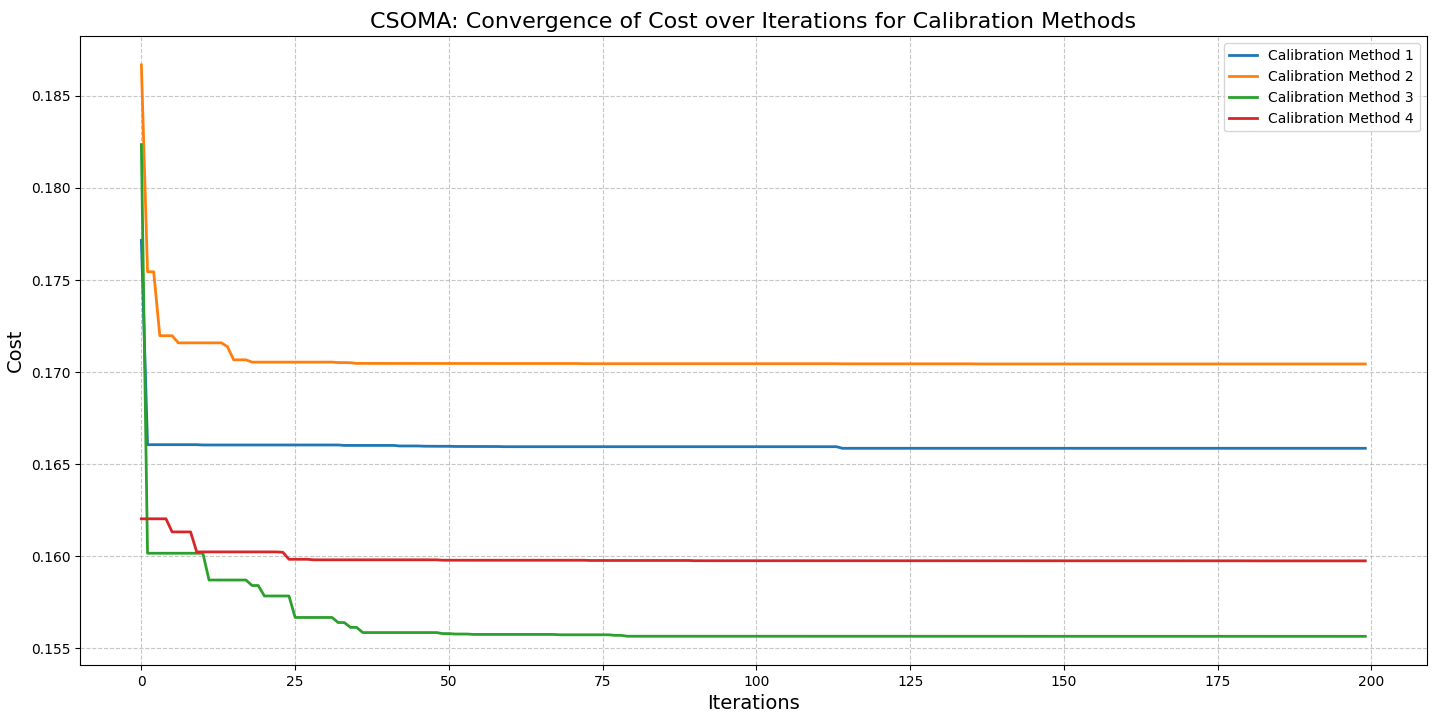 CSOMA: Convergence of Cost over Iterations for Calibration Methods
Calibration Method 1
Calibration Method 2
Calibration Method 3
Calibration Method 4
Cost
0.185
0.180
0.175
0.170
0.165
0.160
0.155
0 25 50 75 100 125 150 175 200
Iterations